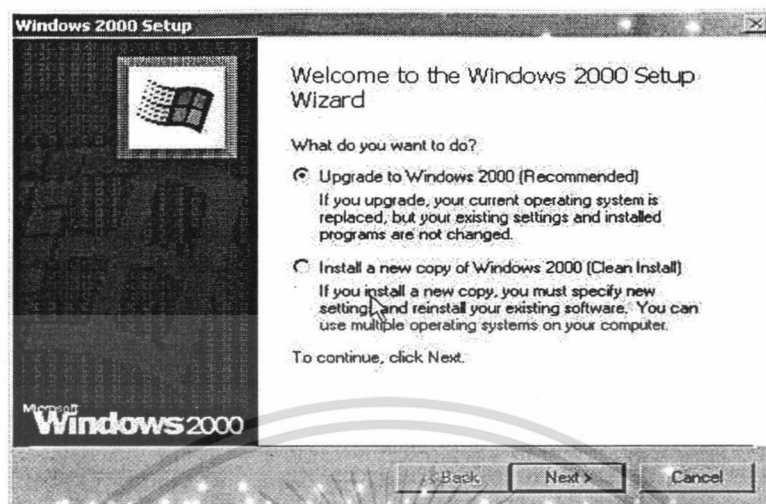 Windows 2000 Setup
Welcome to the Windows 2000 Setup
Wizard
What do you want to do?
Upgrade to Windows 2000 (Recommended)
If you upgrade, your current operating system is
replaced, but your existing settings and installed
programs are not changed.
Install a new copy of Windows 2000 (Clean Install)
If you install a new copy, you must specify new
settings and reinstall your existing software. You can
use multiple operating systems on your computer.
To continue, click Next.
Microsoft
Windows 2000
< Back Next > Cancel